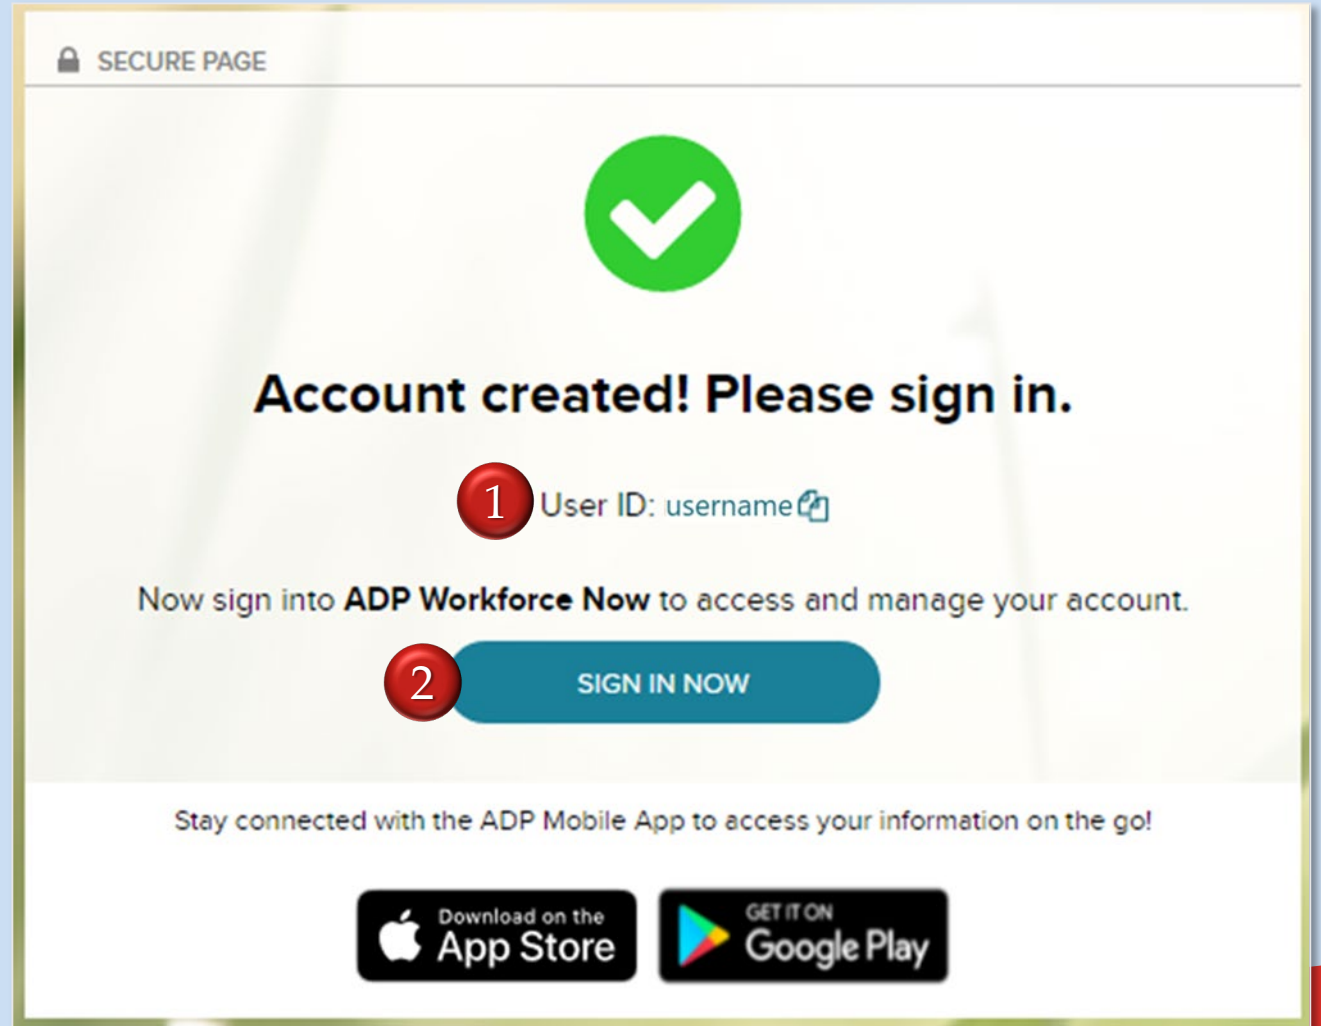 SECURE PAGE
Account created! Please sign in.
1 User ID: username
Now sign into ADP Workforce Now to access and manage your account.
2 SIGN IN NOW
Stay connected with the ADP Mobile App to access your information on the go!
Download on the
App Store
GET IT ON
Google Play